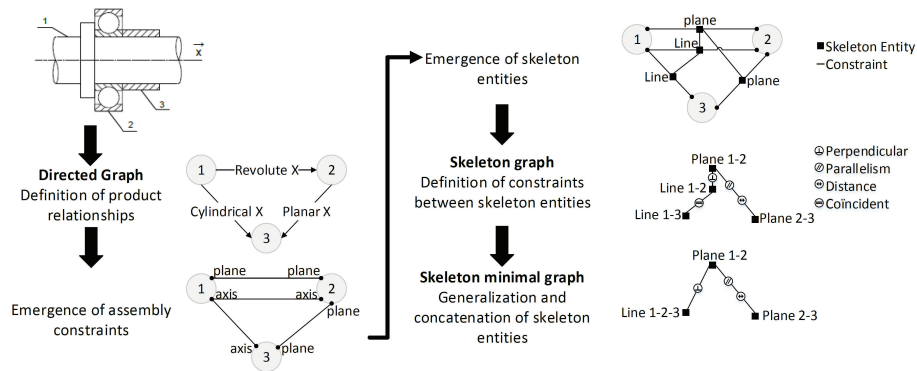 1
X
3
2
Directed Graph
Definition of product
relationships
1
Revolute X
2
Cylindrical X
Planar X
3
Emergence of assembly
constraints
plane
plane
1
axis
axis
2
plane
axis
3
plane
Emergence of skeleton
entities
Skeleton graph
Definition of constraints
between skeleton entities
Skeleton minimal graph
Generalization and
concatenation of skeleton
entities
plane
1
Line
2
Line
plane
3
Skeleton Entity
Constraint
Plane 1-2
Line 1-2
Line 1-3
Plane 2-3
Perpendicular
Parallelism
Distance
Coïncident
Plane 1-2
Line 1-2-3
Plane 2-3